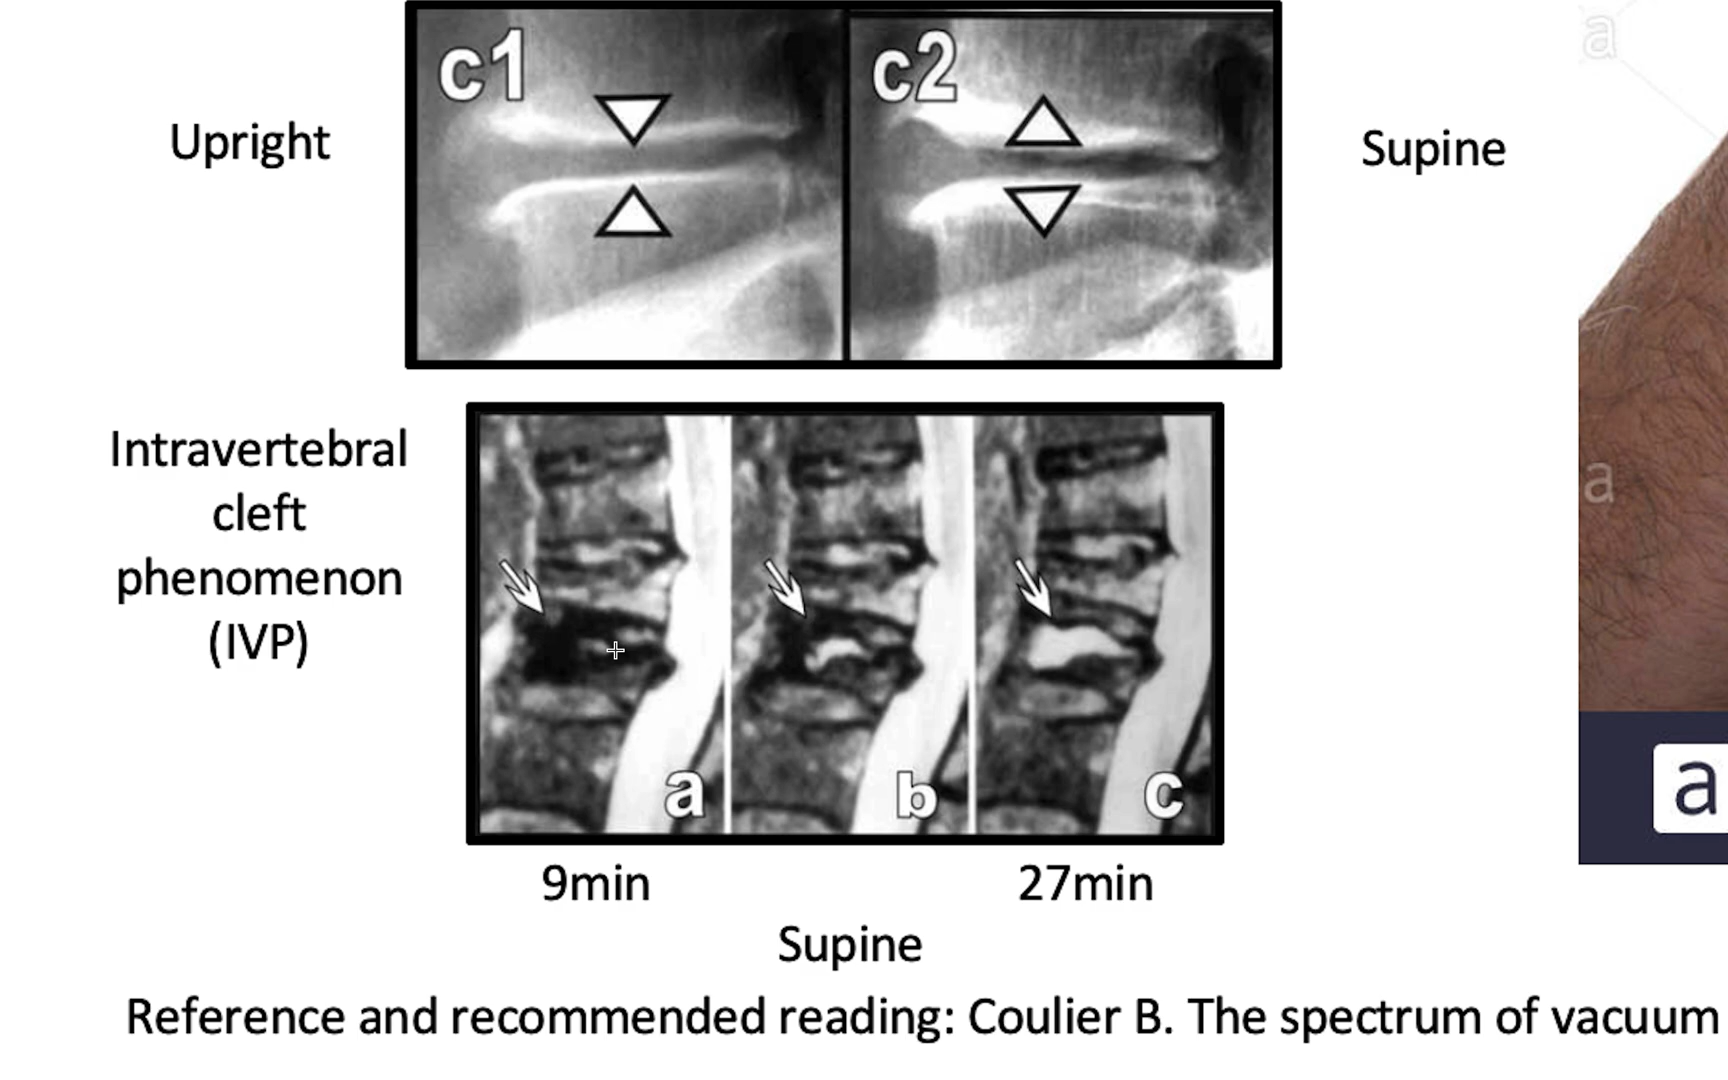 c1
c2
Upright
Supine
Intravertebral
cleft
phenomenon
(IVP)
a
b
c
9min
27min
Supine
Reference and recommended reading: Coulier B. The spectrum of vacuum
a
a
a